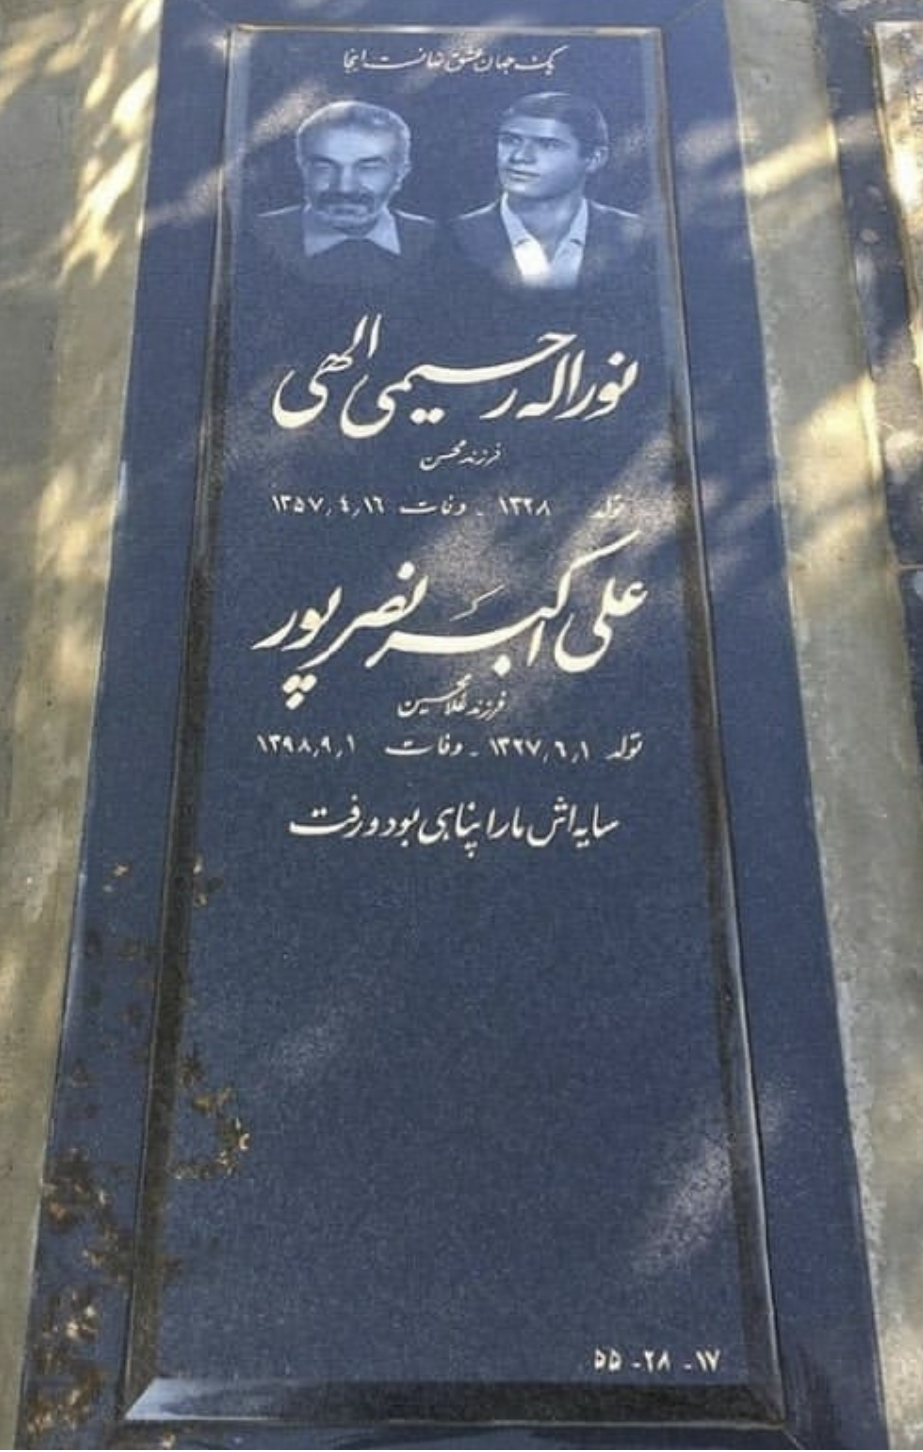 یک جهان عشق نهانست اینجا
نوراله رحیمی الهی
فرزند محسن
تولد ۱۳۲۸ - وفات ۱۳۵۷,۴,۱۶
علی اکبر نصرپور
فرزند غلامحسین
تولد ۱۳۲۷,۶,۱ - وفات ۱۳۹۸,۹,۱
سایه اش ما را پناهی بود و رفت
۱۷ - ۲۸ - ۵۵